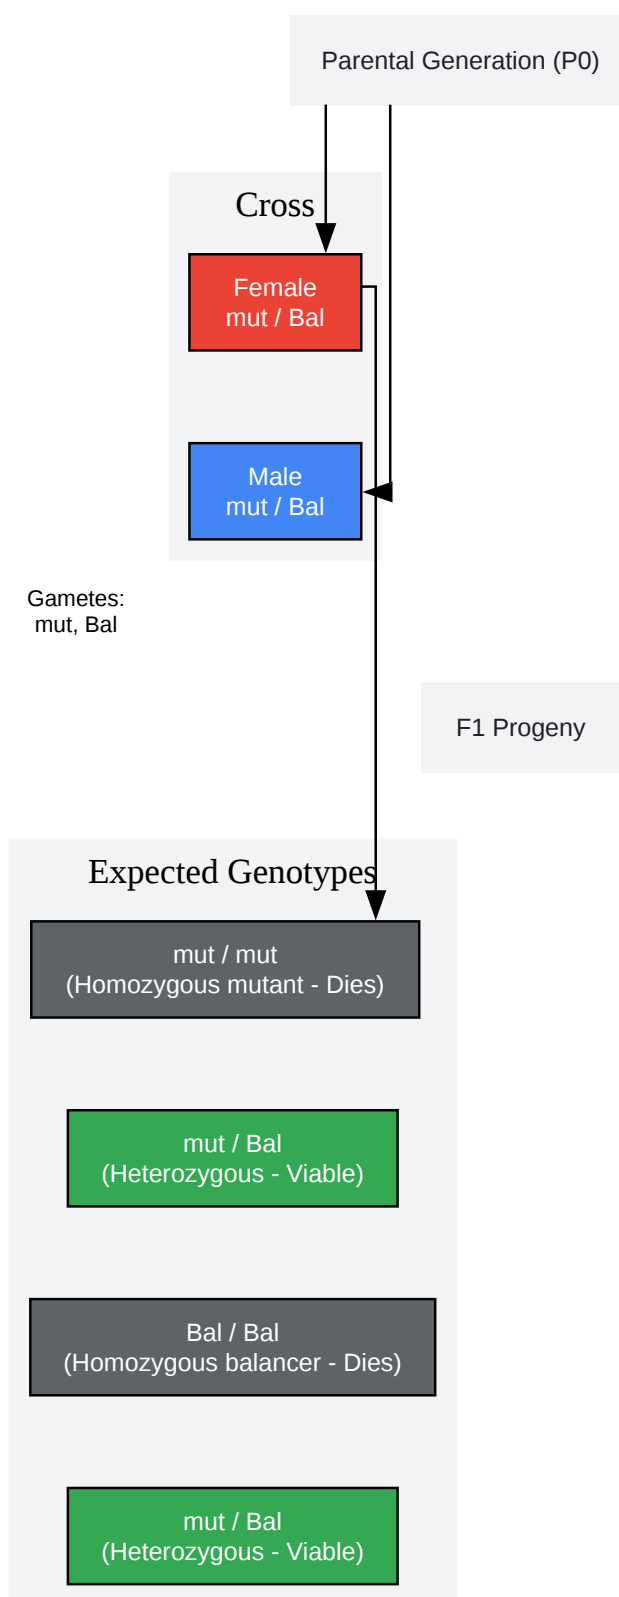 Parental Generation (P0)
Cross
Female
mut / Bal
Male
mut / Bal
Gametes:
mut, Bal
F1 Progeny
Expected Genotypes
mut / mut
(Homozygous mutant - Dies)
mut / Bal
(Heterozygous - Viable)
Bal / Bal
(Homozygous balancer - Dies)
mut / Bal
(Heterozygous - Viable)